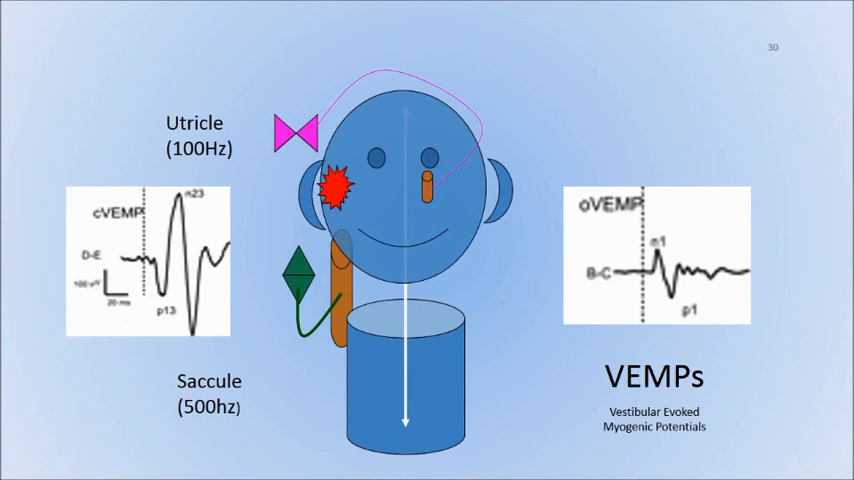 30
Utricle
(100Hz)
cVEMP
n23
D-E
100 µV
20 ms
p13
Saccule
(500hz)
oVEMP
n1
B-C
p1
VEMPs
Vestibular Evoked
Myogenic Potentials